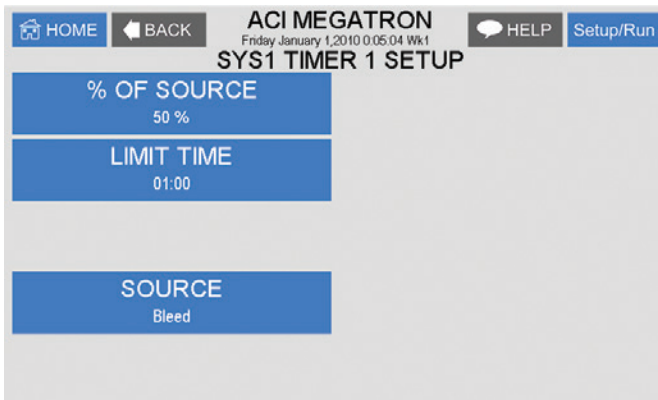 HOME
BACK
ACI MEGATRON
Friday January 1,2010 0:05:04 Wk1
HELP
Setup/Run
SYS1 TIMER 1 SETUP
% OF SOURCE
50 %
LIMIT TIME
01:00
SOURCE
Bleed